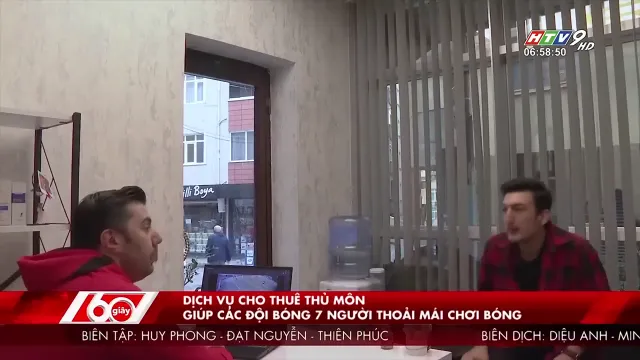 HTV9 HD
06:58:50
illi Boya
60 giây
DỊCH VỤ CHO THUÊ THỦ MÔN
GIÚP CÁC ĐỘI BÓNG 7 NGƯỜI THOẢI MÁI CHƠI BÓNG
BIÊN TẬP: HUY PHONG - ĐẠT NGUYỄN - THIÊN PHÚC
BIÊN DỊCH: DIỆU ANH - MIN